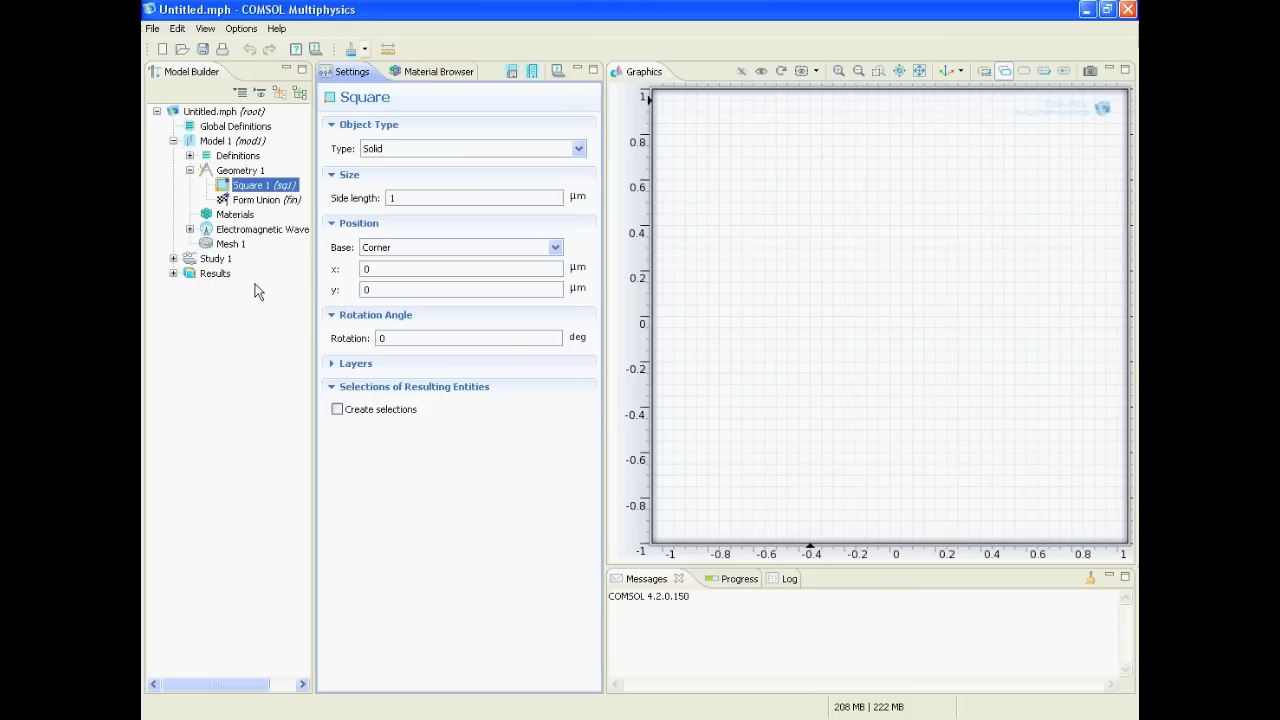 Untitled.mph - COMSOL Multiphysics
File Edit View Options Help
Model Builder
Untitled.mph (root)
Global Definitions
Model 1 (mod1)
Definitions
Geometry 1
Square 1 (sq1)
Form Union (fin)
Materials
Electromagnetic Wave
Mesh 1
Study 1
Results
Settings Material Browser
Square
Object Type
Type: Solid
Size
Side length: 1 µm
Position
Base: Corner
x: 0 µm
y: 0 µm
Rotation Angle
Rotation: 0 deg
Layers
Selections of Resulting Entities
Create selections
Graphics
1
0.8
0.6
0.4
0.2
0
-0.2
-0.4
-0.6
-0.8
-1
-1 -0.8 -0.6 -0.4 -0.2 0 0.2 0.4 0.6 0.8 1
Messages Progress Log
COMSOL 4.2.0.150
208 MB | 222 MB